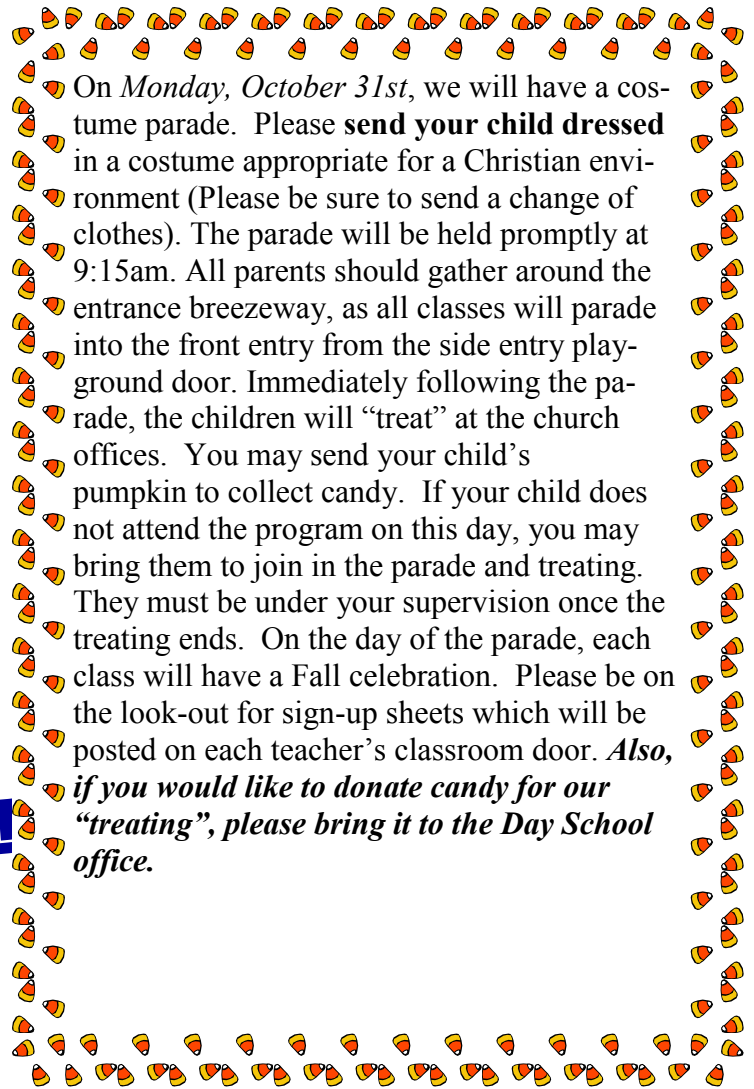 On Monday, October 31st, we will have a cos-
tume parade.  Please send your child dressed
in a costume appropriate for a Christian envi-
ronment (Please be sure to send a change of
clothes). The parade will be held promptly at
9:15am. All parents should gather around the
entrance breezeway, as all classes will parade
into the front entry from the side entry play-
ground door. Immediately following the pa-
rade, the children will “treat” at the church
offices.  You may send your child’s
pumpkin to collect candy.  If your child does
not attend the program on this day, you may
bring them to join in the parade and treating.
They must be under your supervision once the
treating ends.  On the day of the parade, each
class will have a Fall celebration.  Please be on
the look-out for sign-up sheets which will be
posted on each teacher’s classroom door. Also,
if you would like to donate candy for our
“treating”, please bring it to the Day School
office.
!